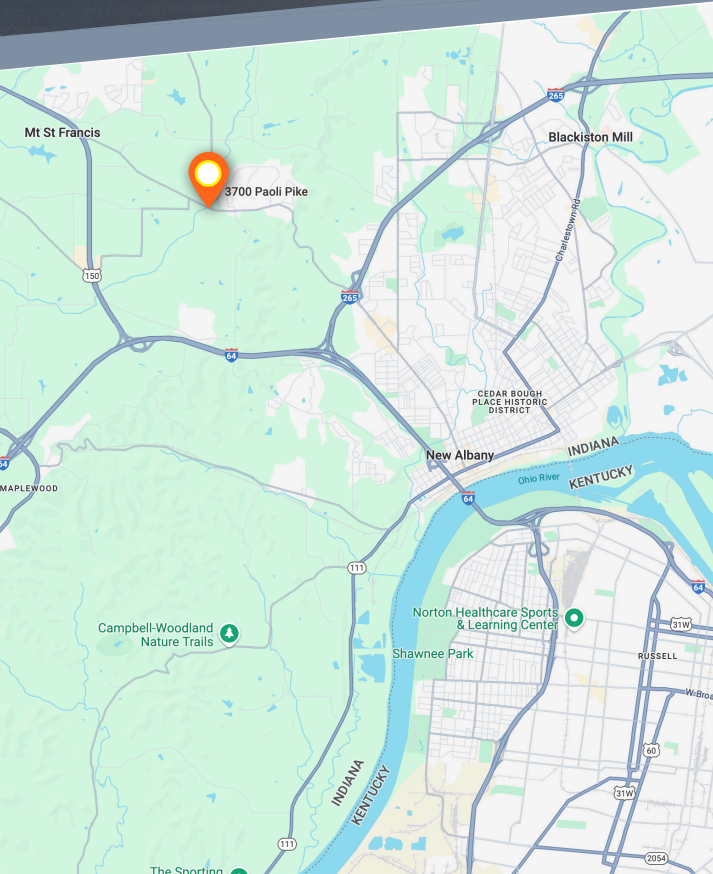 265
Blackiston Mill
Mt St Francis
3700 Paoli Pike
Charlestown Rd
150
265
64
CEDAR BOUGH
PLACE HISTORIC
DISTRICT
New Albany
INDIANA
KENTUCKY
64
MAPLEWOOD
Ohio River
64
111
64
Norton Healthcare Sports
& Learning Center
31W
Campbell-Woodland
Nature Trails
Shawnee Park
RUSSELL
W Broa
60
INDIANA
KENTUCKY
31W
111
2054
The Sporting